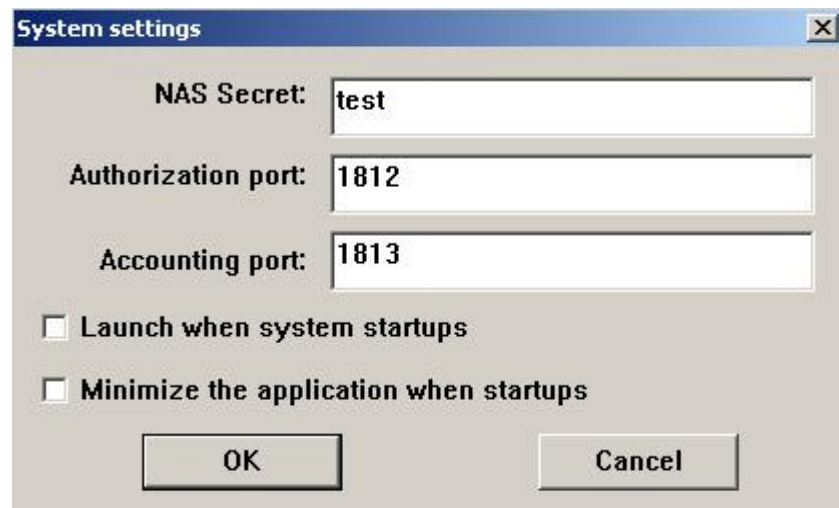 System settings
NAS Secret: test
Authorization port: 1812
Accounting port: 1813
Launch when system startups
Minimize the application when startups
OK Cancel